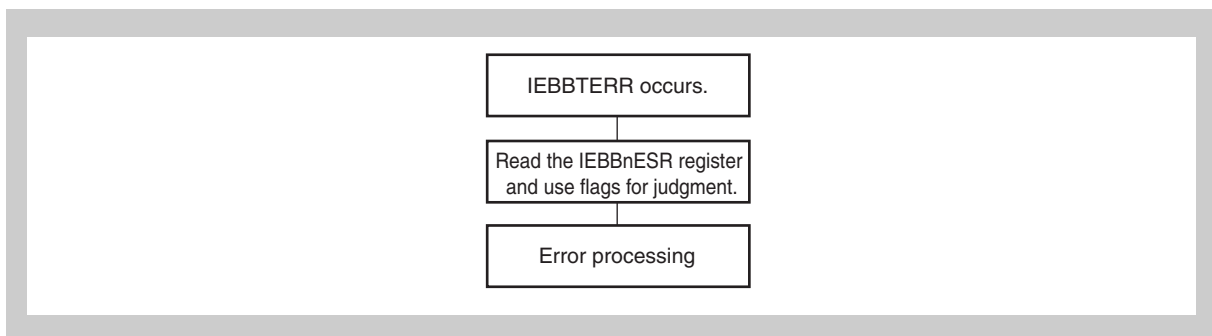 IEBBTERR occurs.
Read the IEBBnESR register
and use flags for judgment.
Error processing